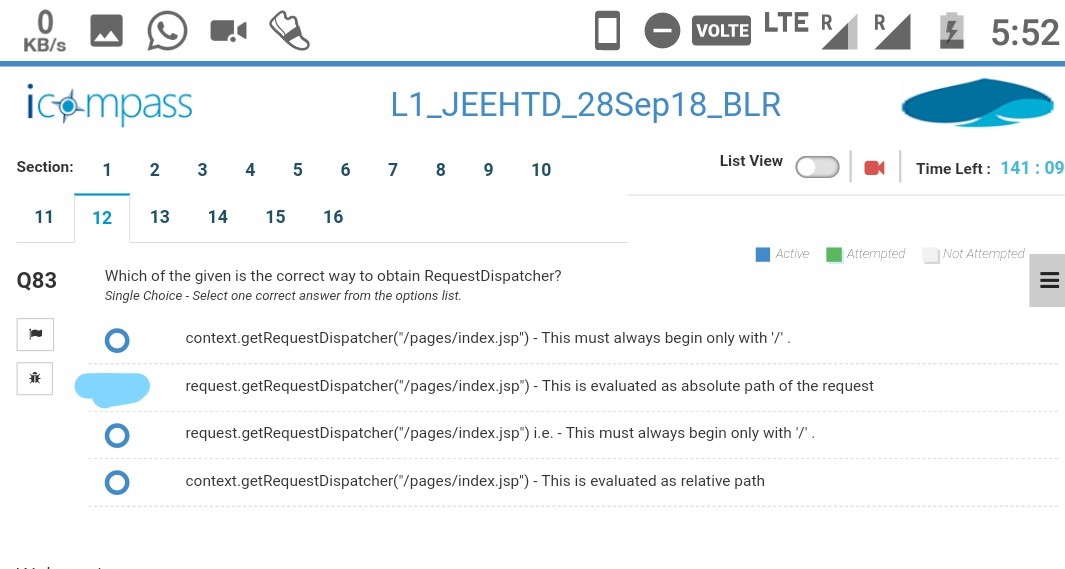 0
KB/s
VOLTE LTE R R 5:52
icompass
L1_JEEHTD_28Sep18_BLR
Section: 1 2 3 4 5 6 7 8 9 10
List View Time Left : 141 : 09
11 12 13 14 15 16
Active Attempted Not Attempted
Q83 Which of the given is the correct way to obtain RequestDispatcher?
Single Choice - Select one correct answer from the options list.
context.getRequestDispatcher("/pages/index.jsp") - This must always begin only with '/' .
request.getRequestDispatcher("/pages/index.jsp") - This is evaluated as absolute path of the request
request.getRequestDispatcher("/pages/index.jsp") i.e. - This must always begin only with '/' .
context.getRequestDispatcher("/pages/index.jsp") - This is evaluated as relative path